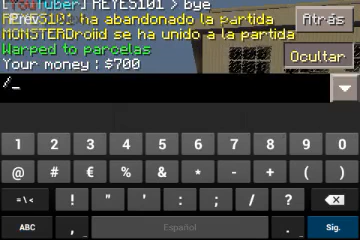 [YouTuber] REYES101 > bye
REYES101 ha abandonado la partida
MONSTERDroiid se ha unido a la partida
Warped to parcelas
Your money : $700
Atrás
Ocultar
/_
1 2 3 4 5 6 7 8 9 0
@ # € % & * - + ( )
=\< ! " ' : ; / ?
ABC , Español . Sig.